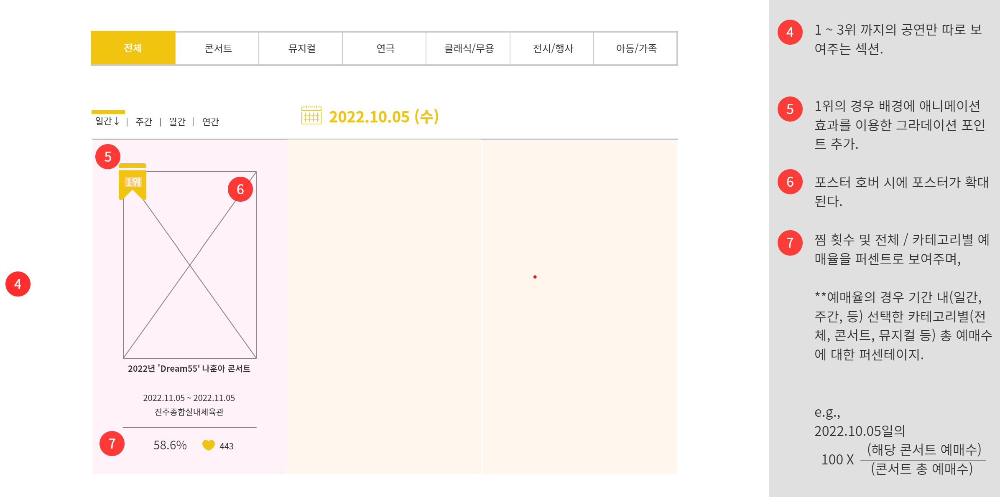 전체 콘서트 뮤지컬 연극 클래식/무용 전시/행사 아동/가족
일간↓ | 주간 | 월간 | 연간
2022.10.05 (수)
5
1위
6
4
2022년 'Dream55' 나훈아 콘서트
2022.11.05 ~ 2022.11.05
진주종합실내체육관
7
58.6% 443
4
1 ~ 3위 까지의 공연만 따로 보
여주는 섹션.
5
1위의 경우 배경에 애니메이션
효과를 이용한 그라데이션 포인
트 추가.
6
포스터 호버 시에 포스터가 확대
된다.
7
찜 횟수 및 전체 / 카테고리별 예
매율을 퍼센트로 보여주며,
**예매율의 경우 기간 내(일간,
주간, 등) 선택한 카테고리별(전
체, 콘서트, 뮤지컬 등) 총 예매수
에 대한 퍼센테이지.
e.g.,
2022.10.05일의
(해당 콘서트 예매수)
100 X
(콘서트 총 예매수)